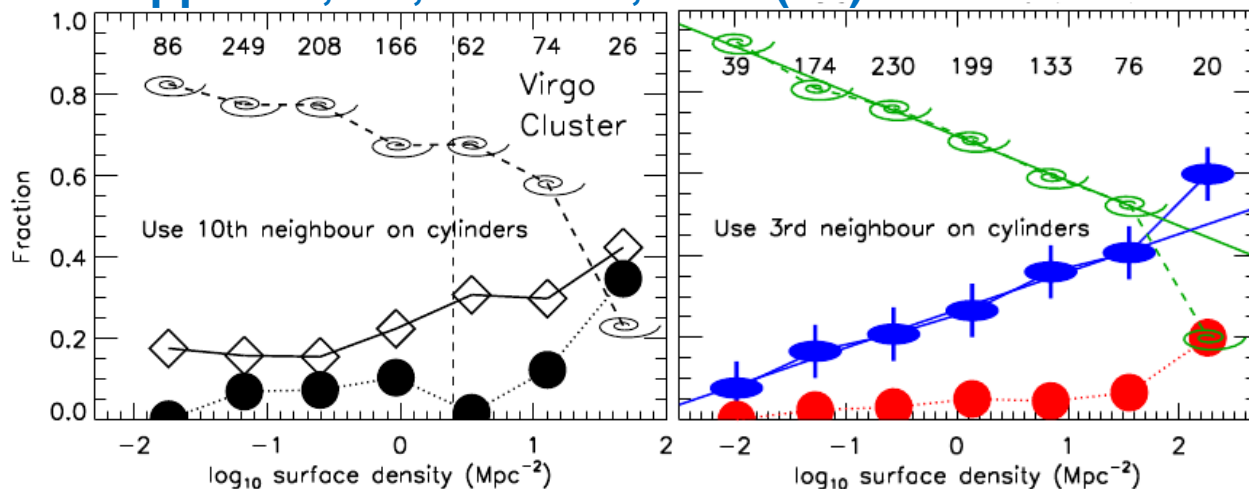 1.0
0.8
0.6
0.4
0.2
0.0
Fraction
86 249 208 166 62 74 26
Virgo
Cluster
Use 10th neighbour on cylinders
−2 −1 0 1 2
log10 surface density (Mpc−2)
39 174 230 199 133 76 20
Use 3rd neighbour on cylinders
−2 −1 0 1 2
log10 surface density (Mpc−2)